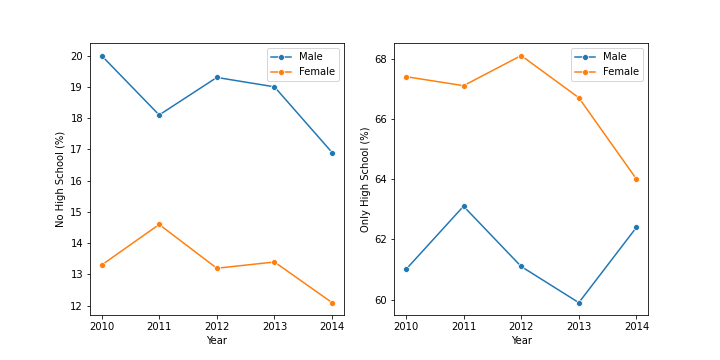 No High School (%)
20
19
18
17
16
15
14
13
12
2010 2011 2012 2013 2014
Year
Male
Female
Only High School (%)
68
66
64
62
60
2010 2011 2012 2013 2014
Year
Male
Female